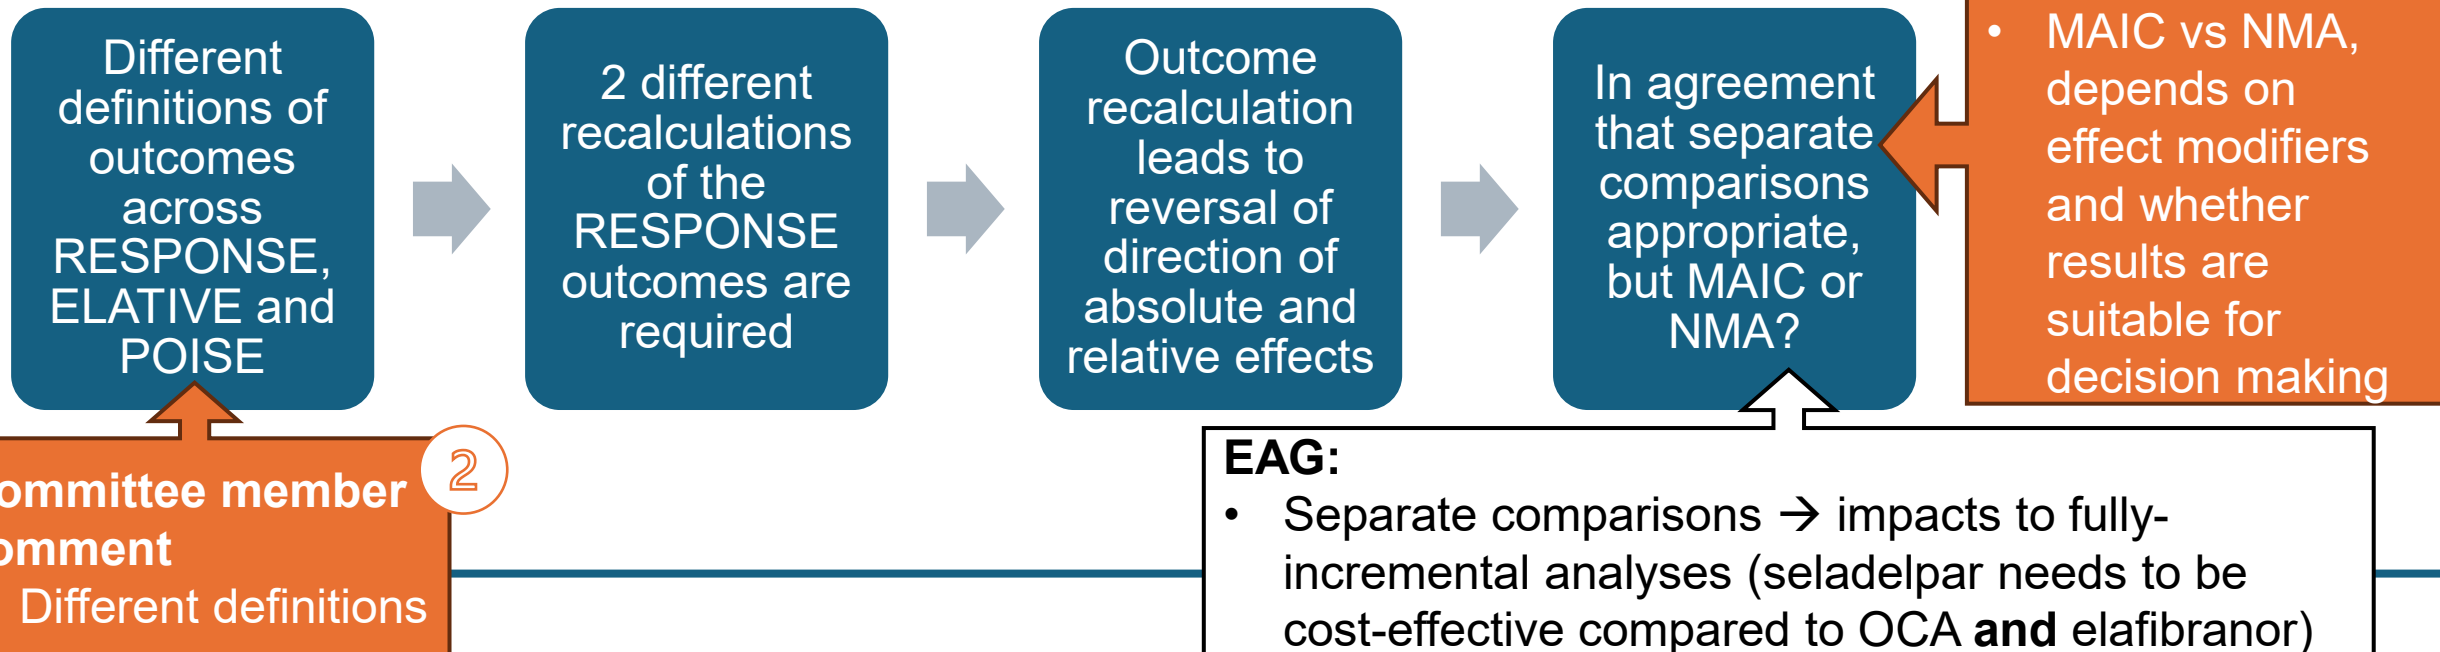 Different
definitions of
outcomes
across
RESPONSE,
ELATIVE and
POISE
2 different
recalculations
of the
RESPONSE
outcomes are
required
Outcome
recalculation
leads to
reversal of
direction of
absolute and
relative effects
In agreement
that separate
comparisons
appropriate,
but MAIC or
NMA?
• MAIC vs NMA,
depends on
effect modifiers
and whether
results are
suitable for
decision making
ommittee member
omment
Different definitions
2
EAG:
• Separate comparisons → impacts to fully-
incremental analyses (seladelpar needs to be
cost-effective compared to OCA and elafibranor)